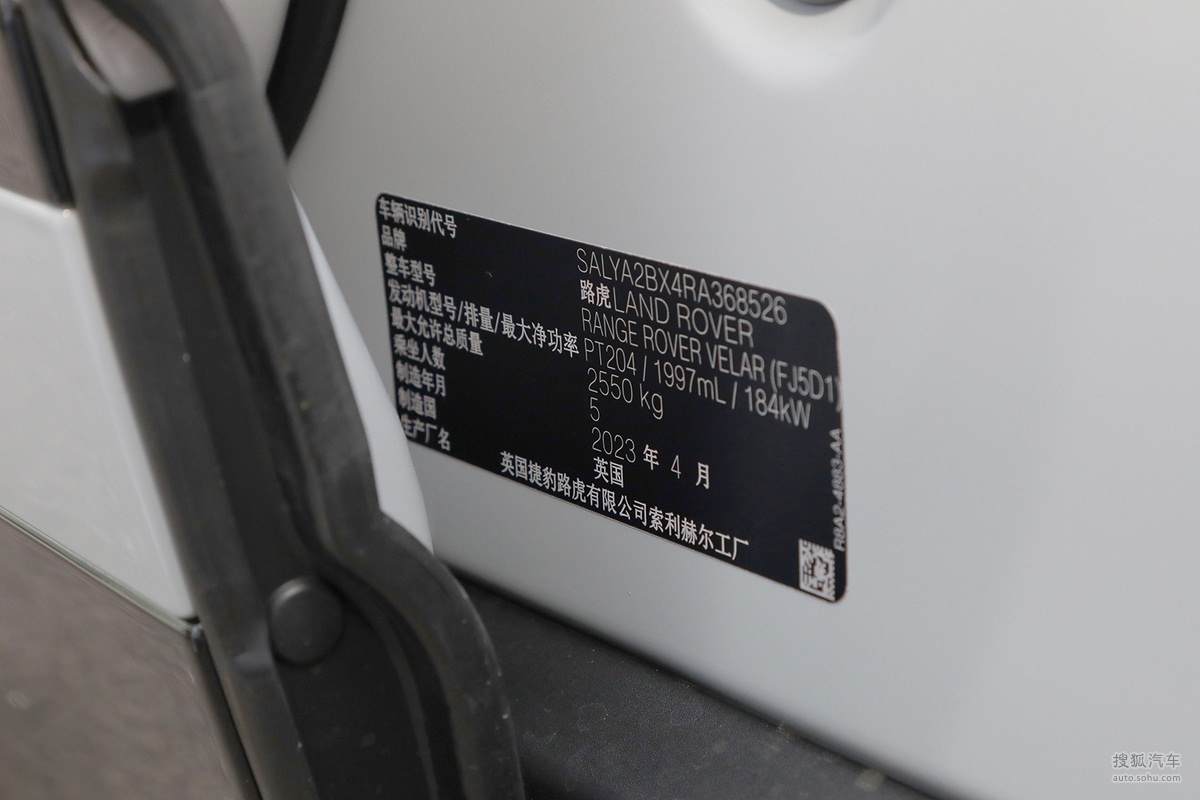 车辆识别代号 SALYA2BX4RA368526
品牌 路虎LAND ROVER
整车型号 RANGE ROVER VELAR (FJ5D1)
发动机型号/排量/最大净功率 PT204 / 1997mL / 184kW
最大允许总质量 2550 kg
乘坐人数 5
制造年月 2023 年 4 月
制造国 英国
生产厂名 英国捷豹路虎有限公司索利赫尔工厂
R8A2-4883-AA
搜狐汽车
auto.sohu.com